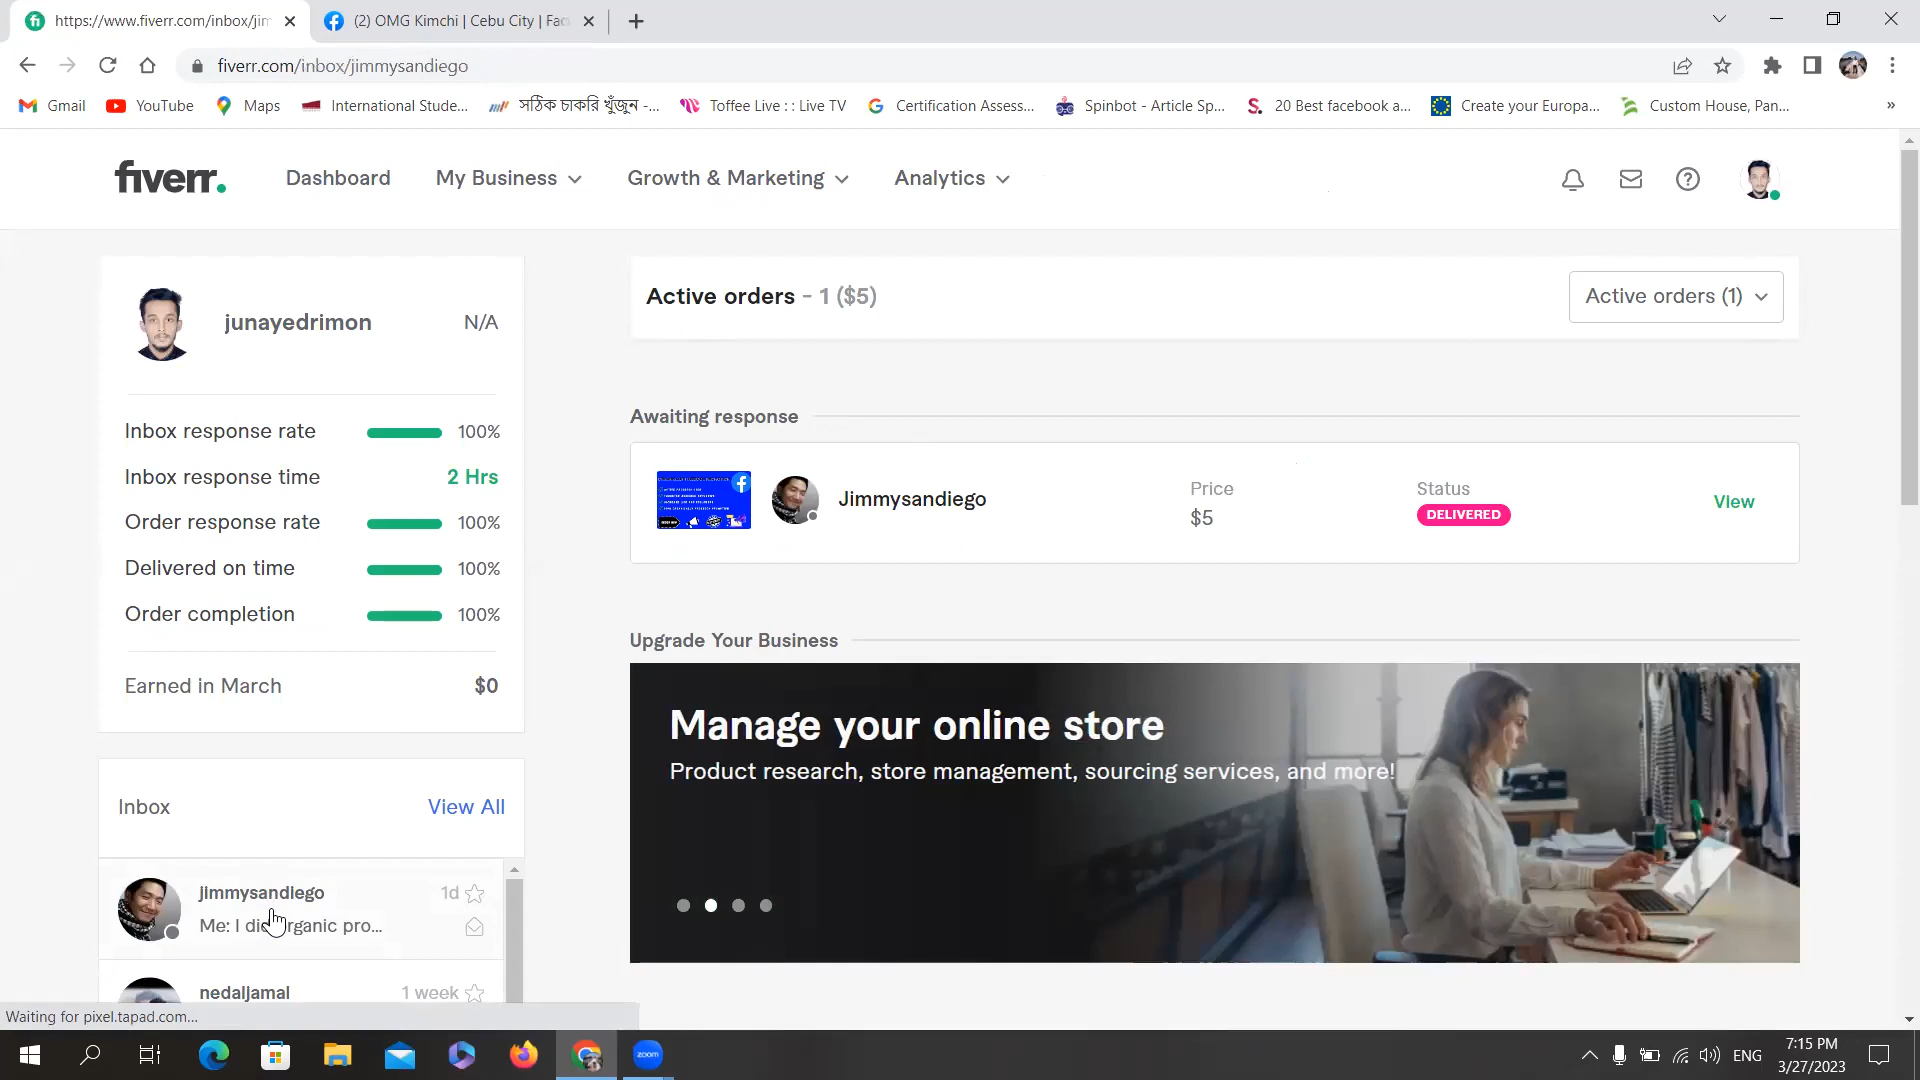 https://www.fiverr.com/inbox/jim
(2) OMG Kimchi | Cebu City | Fac
fiverr.com/inbox/jimmysandiego
Gmail
YouTube
Maps
International Stude...
সঠিক চাকরি খুঁজুন -...
Toffee Live : : Live TV
Certification Assess...
Spinbot - Article Sp...
20 Best facebook a...
Create your Europa...
Custom House, Pan...
»
fiverr.
Dashboard
My Business
Growth & Marketing
Analytics
junayedrimon
N/A
Inbox response rate
100%
Inbox response time
2 Hrs
Order response rate
100%
Delivered on time
100%
Order completion
100%
Earned in March
$0
Inbox
View All
jimmysandiego
1d
Me: I did organic pro...
nedaljamal
1 week
Active orders - 1 ($5)
Active orders (1)
Awaiting response
Jimmysandiego
Price
$5
Status
DELIVERED
View
Upgrade Your Business
Manage your online store
Product research, store management, sourcing services, and more!
Waiting for pixel.tapad.com...
zoom
ENG
7:15 PM
3/27/2023